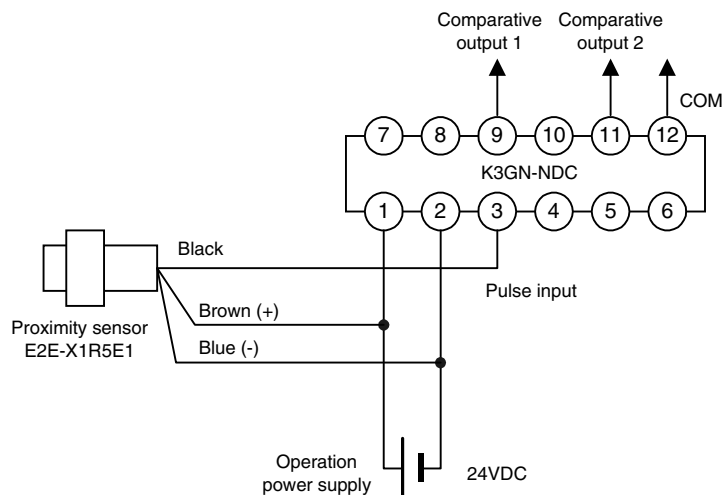 Comparative
output 1
Comparative
output 2
COM
7 8 9 10 11 12
K3GN-NDC
1 2 3 4 5 6
Black
Pulse input
Brown (+)
Proximity sensor
E2E-X1R5E1
Blue (-)
Operation
power supply
24VDC